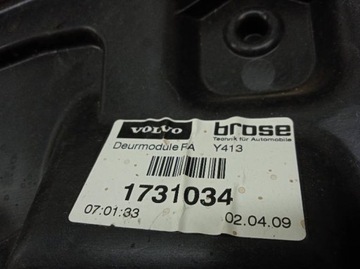 VOLVO brose
Technik für Automobile
Deurmodule FA Y413
1731034
07:01:33 02.04.09